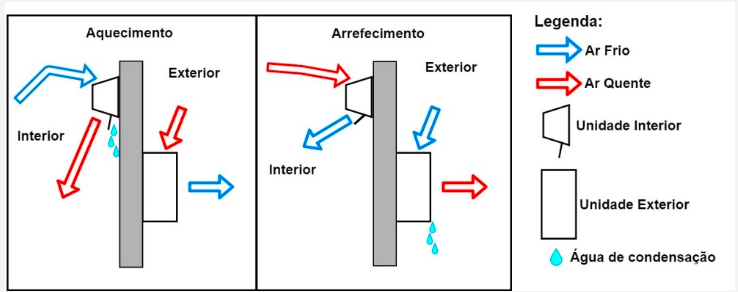 Aquecimento
Exterior
Interior
Arrefecimento
Exterior
Interior
Legenda:
Ar Frio
Ar Quente
Unidade Interior
Unidade Exterior
Água de condensação